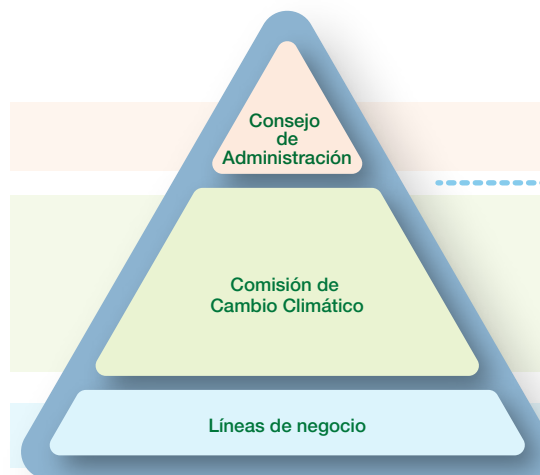 Consejo
de
Administración
Comisión de
Cambio Climático
Líneas de negocio